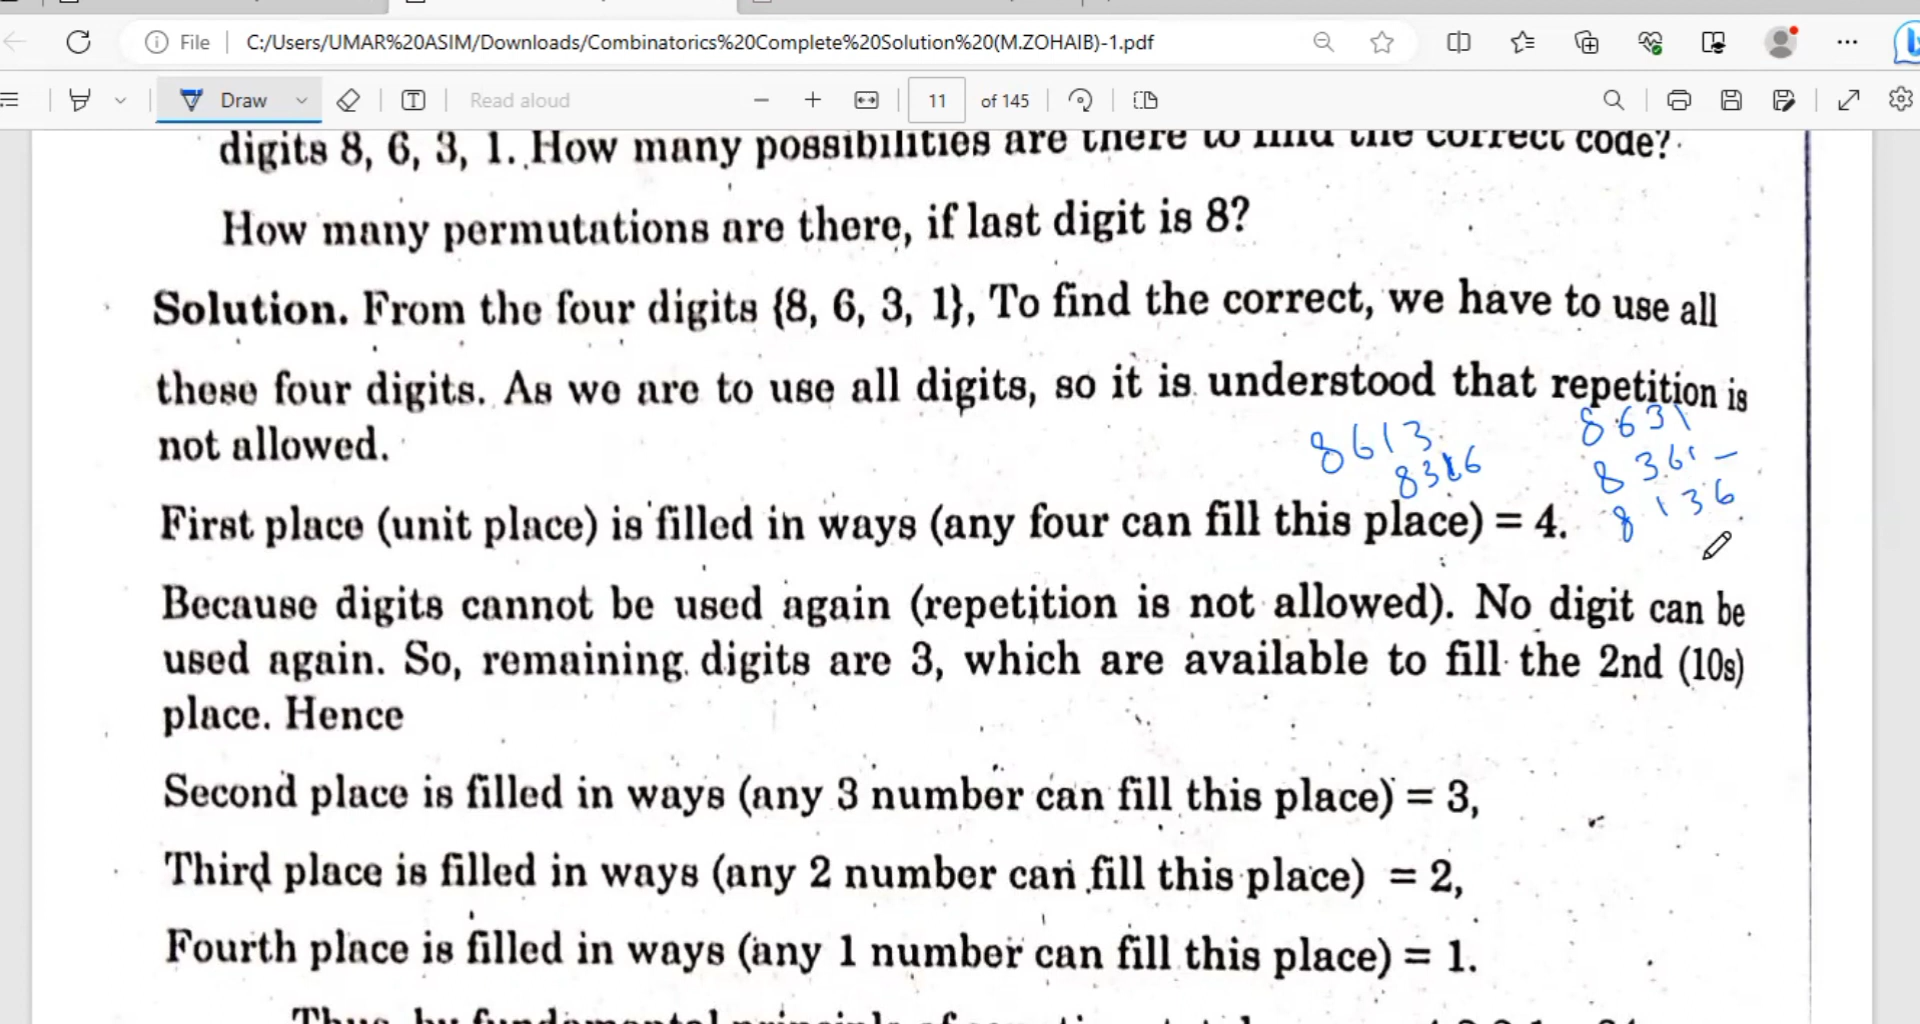 File C:/Users/UMAR%20ASIM/Downloads/Combinatorics%20Complete%20Solution%20(M.ZOHAIB)-1.pdf
Draw Read aloud 11 of 145
digits 8, 6, 3, 1. How many possibilities are there to find the correct code?
How many permutations are there, if last digit is 8?
Solution. From the four digits {8, 6, 3, 1}, To find the correct, we have to use all
these four digits. As we are to use all digits, so it is understood that repetition is
not allowed.
8613
8316
8631
8361 -
8136
First place (unit place) is filled in ways (any four can fill this place) = 4.
Because digits cannot be used again (repetition is not allowed). No digit can be
used again. So, remaining digits are 3, which are available to fill the 2nd (10s)
place. Hence
Second place is filled in ways (any 3 number can fill this place) = 3,
Third place is filled in ways (any 2 number can fill this place) = 2,
Fourth place is filled in ways (any 1 number can fill this place) = 1.
Thus, by fundamental principle of